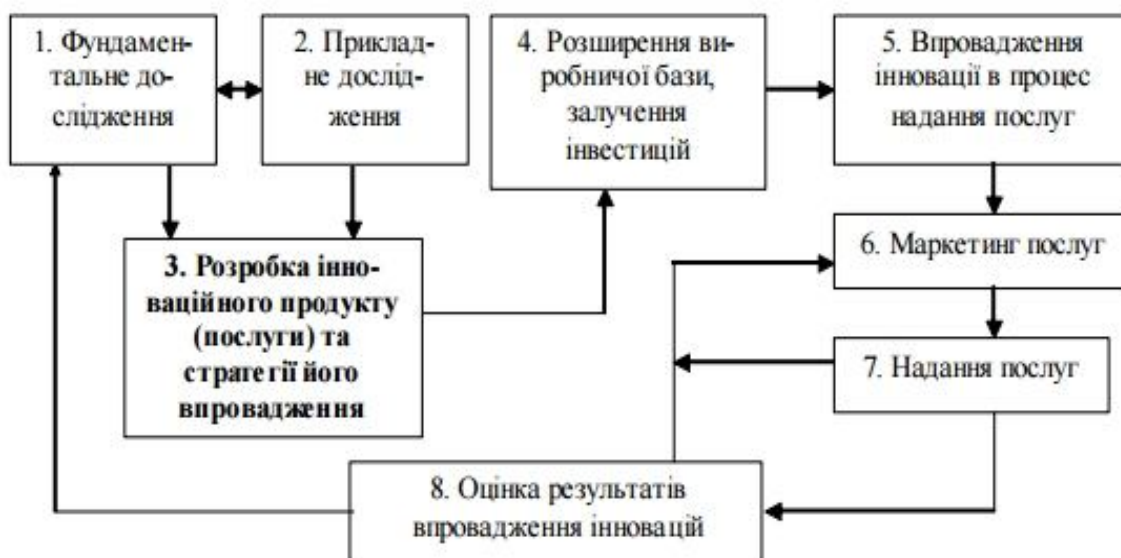 1. Фундамен-
тальне до-
слідження
2. Приклад-
не дослід-
ження
4. Розширення ви-
робничої бази,
залучення
інвестицій
5. Впровадження
інновації в процес
надання послуг
3. Розробка інно-
ваційного продукту
(послуги) та
стратегії його
впровадження
6. Маркетинг послуг
7. Надання послуг
8. Оцінка результатів
впровадження інновацій